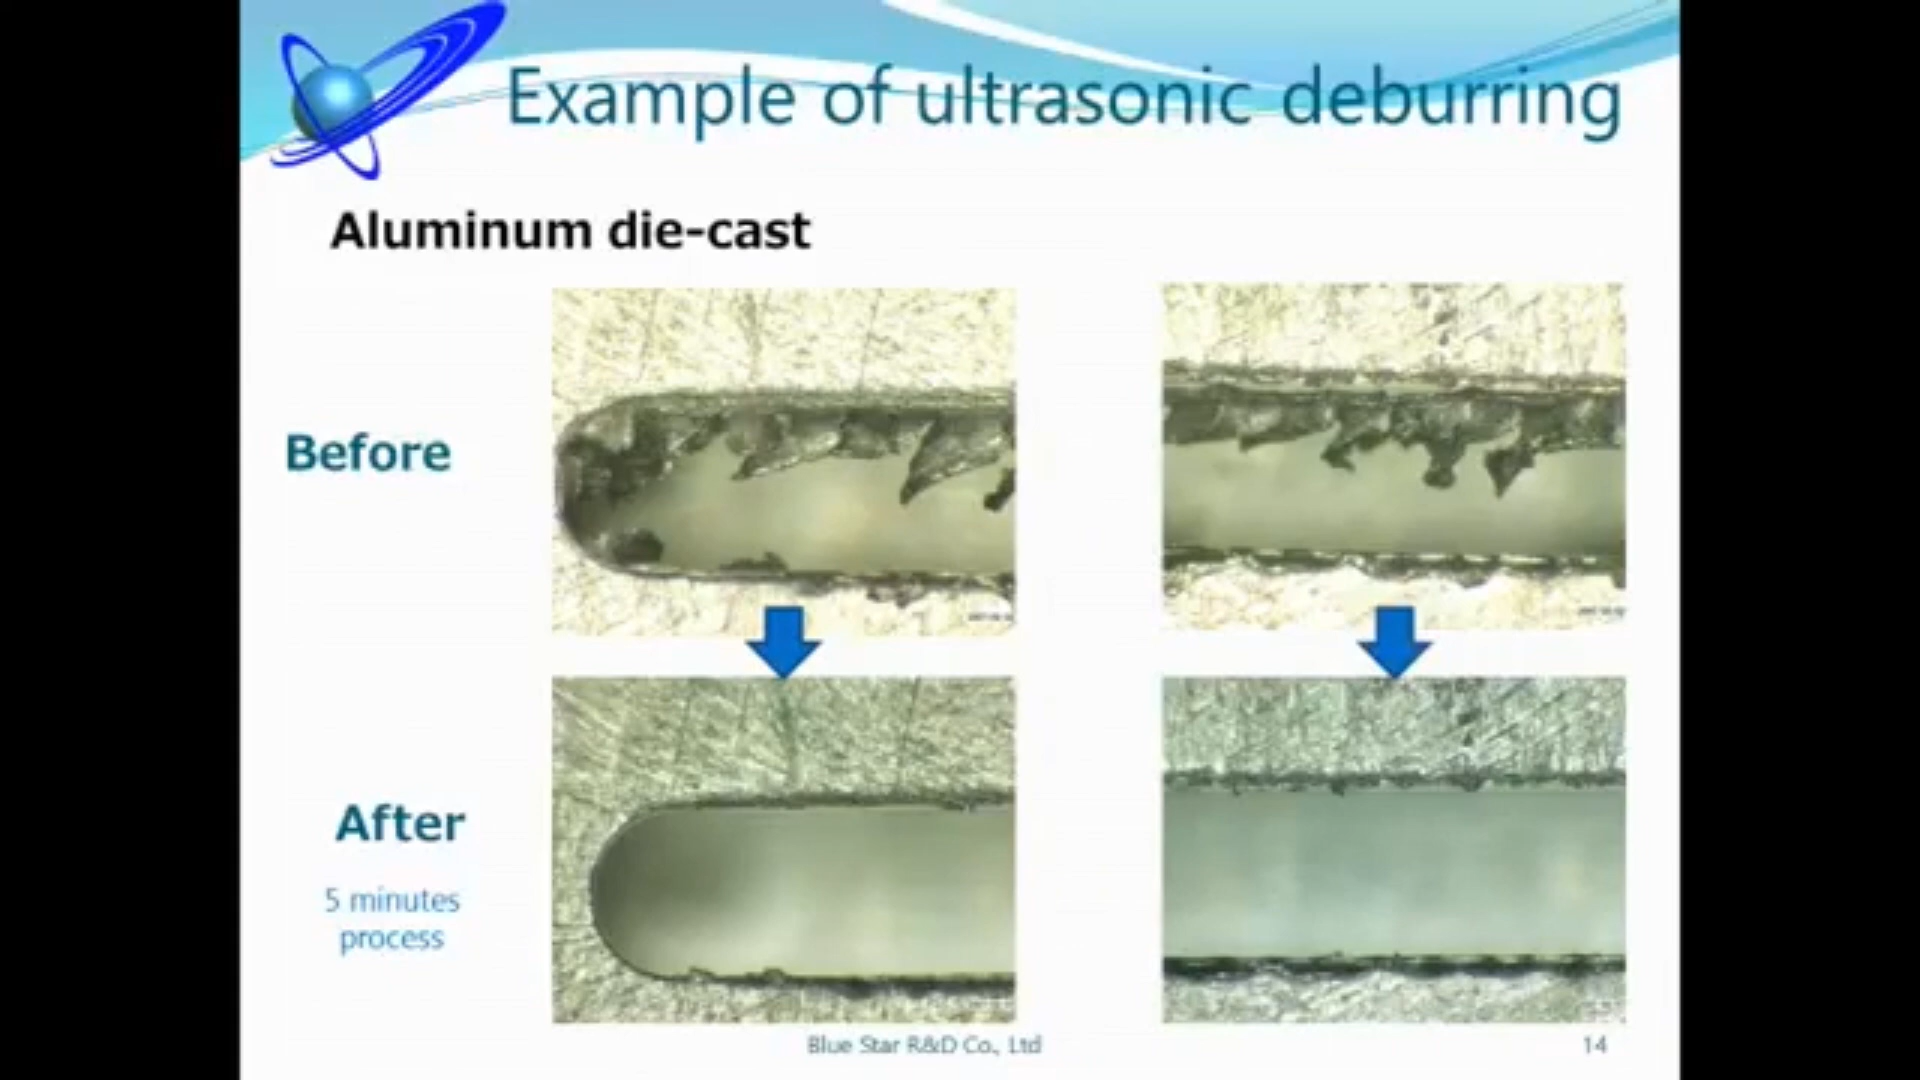 Example of ultrasonic deburring
Aluminum die-cast
Before
After
5 minutes
process
Blue Star R&D Co., Ltd
14